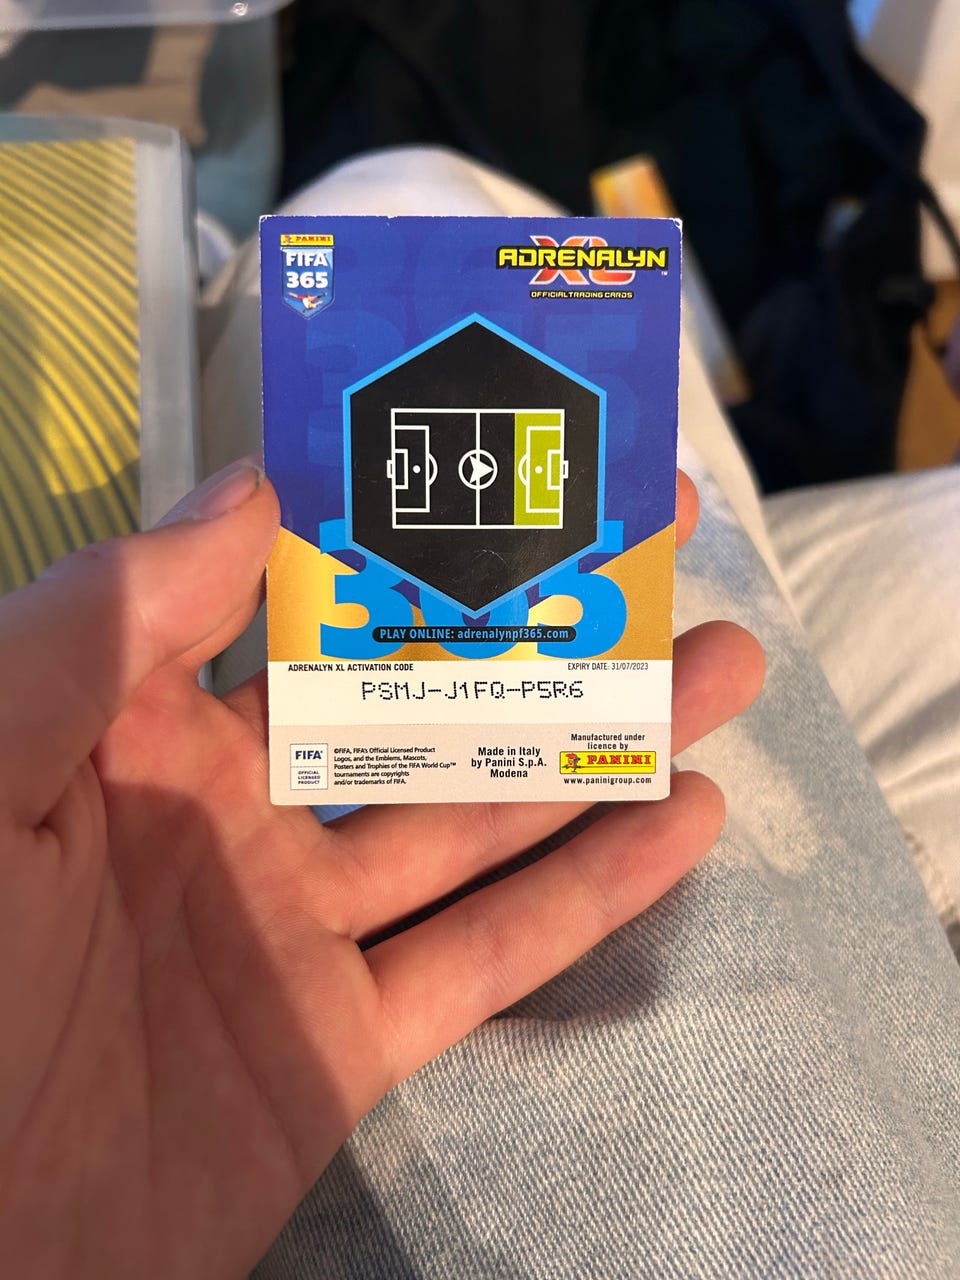 PANINI
FIFA
365
ADRENALYN
XL
™
OFFICIAL TRADING CARDS
365
PLAY ONLINE: adrenalynpf365.com
ADRENALYN XL ACTIVATION CODE
EXPIRY DATE: 31/07/2023
PSMJ-J1FQ-P5R6
FIFA®
OFFICIAL
LICENSED
PRODUCT
©FIFA, FIFA's Official Licensed Product
Logos, and the Emblems, Mascots,
Posters and Trophies of the FIFA World Cup™
tournaments are copyrights
and/or trademarks of FIFA.
Made in Italy
by Panini S.p.A.
Modena
Manufactured under
licence by
PANINI
www.paninigroup.com